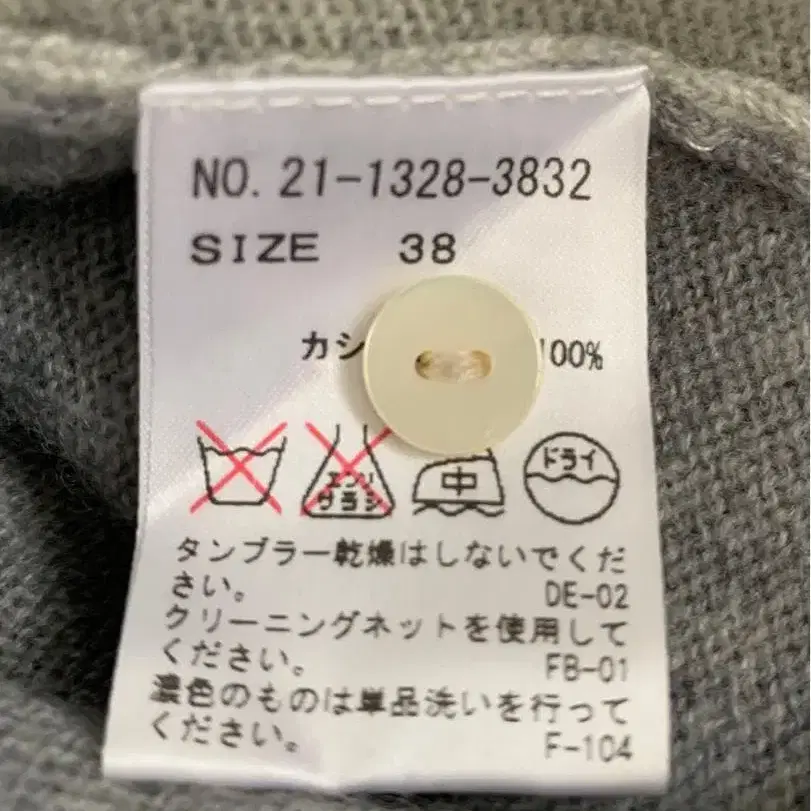 NO. 21-1328-3832
SIZE 38
カシ 100%
エンソ
サラシ
中
ドライ
タンブラー乾燥はしないでくだ
さい。 DE-02
クリーニングネットを使用して
ください。 FB-01
濃色のものは単品洗いを行って
ください。 F-104